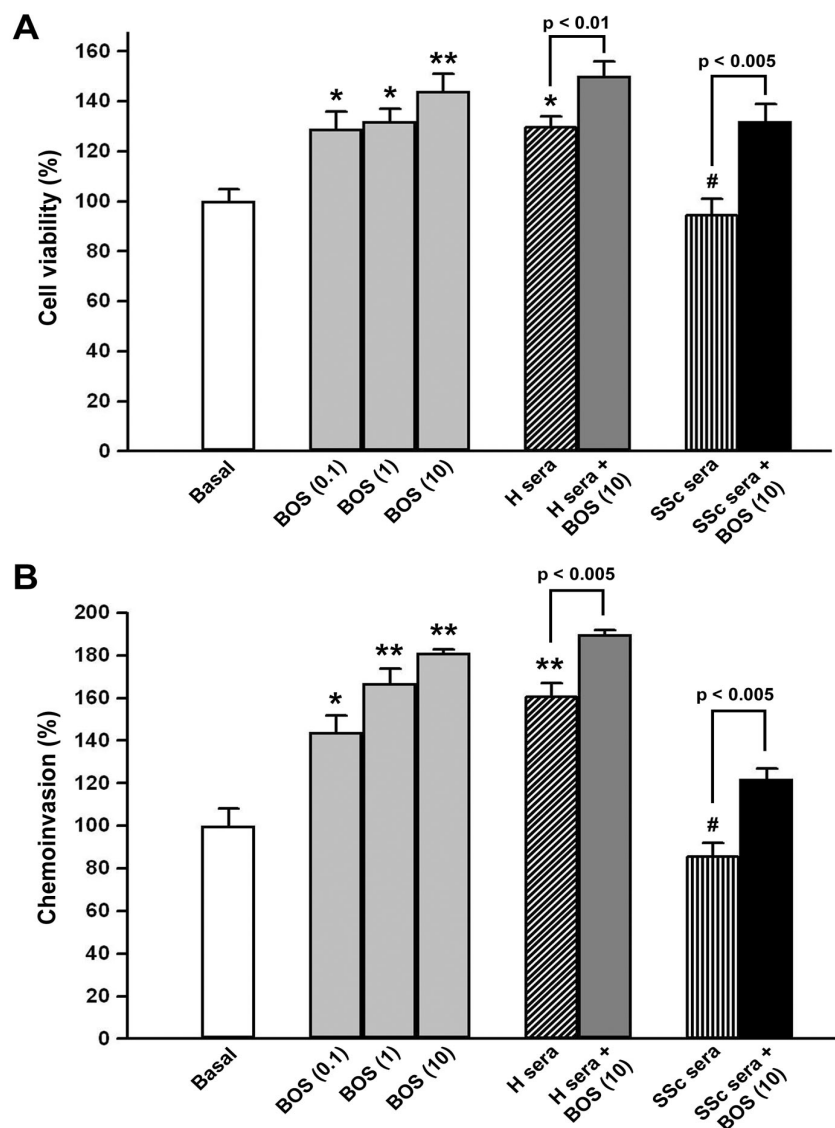 A
p < 0.01
p < 0.005
160
140
120
100
80
60
40
20
0
Cell viability (%)
*
*
**
*
#
Basal
BOS (0.1)
BOS (1)
BOS (10)
H sera
H sera +
BOS (10)
SSc sera
SSc sera +
BOS (10)
B
p < 0.005
p < 0.005
200
180
160
140
120
100
80
60
40
20
0
Chemoinvasion (%)
*
**
**
**
#
Basal
BOS (0.1)
BOS (1)
BOS (10)
H sera
H sera +
BOS (10)
SSc sera
SSc sera +
BOS (10)